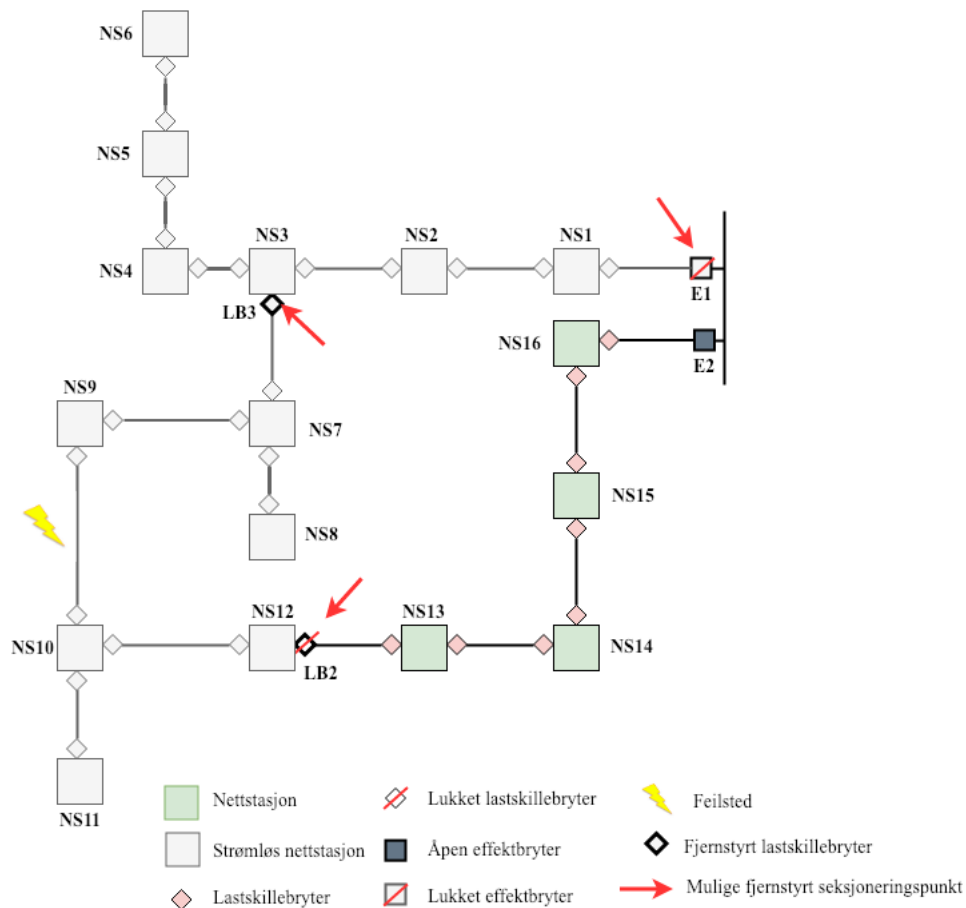 NS6
NS5
NS3
NS2
NS1
NS4
LB3
E1
NS16
E2
NS9
NS7
NS15
NS8
NS12
NS13
NS10
LB2
NS14
NS11
Nettstasjon
Lukket lastskillebryter
Feilsted
Strømløs nettstasjon
Åpen effektbryter
Fjernstyrt lastskillebryter
Lastskillebryter
Lukket effektbryter
Mulige fjernstyrt seksjoneringspunkt